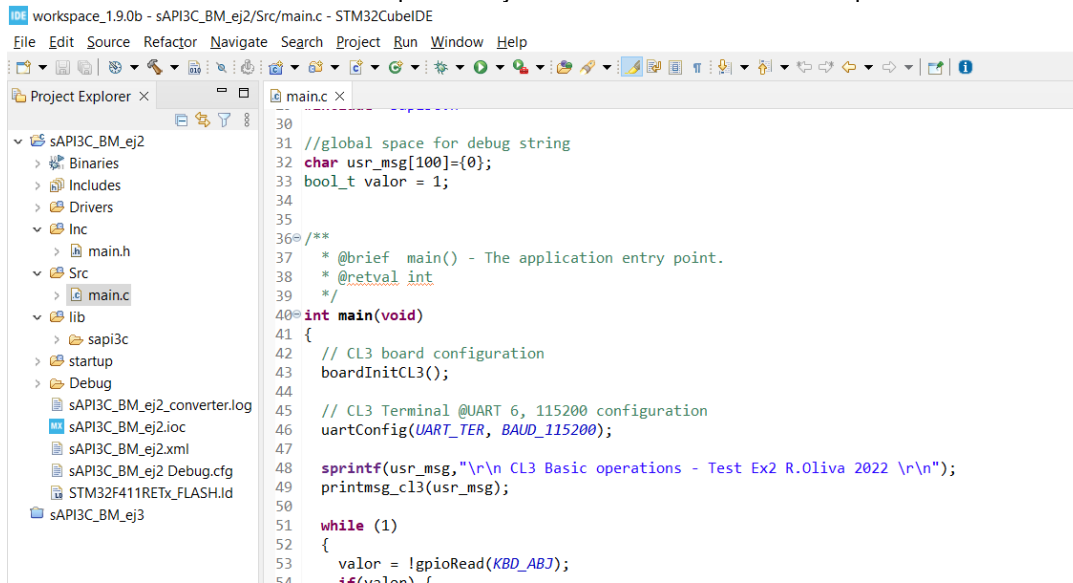 workspace_1.9.0b - sAPI3C_BM_ej2/Src/main.c - STM32CubeIDE
File Edit Source Refactor Navigate Search Project Run Window Help
Project Explorer
sAPI3C_BM_ej2
Binaries
Includes
Drivers
Inc
main.h
Src
main.c
lib
sapi3c
startup
Debug
sAPI3C_BM_ej2_converter.log
sAPI3C_BM_ej2.ioc
sAPI3C_BM_ej2.xml
sAPI3C_BM_ej2 Debug.cfg
STM32F411RETx_FLASH.ld
sAPI3C_BM_ej3
main.c
30
31 //global space for debug string
32 char usr_msg[100]={0};
33 bool_t valor = 1;
34
35
36 /**
37 * @brief main() - The application entry point.
38 * @retval int
39 */
40 int main(void)
41 {
42 // CL3 board configuration
43 boardInitCL3();
44
45 // CL3 Terminal @UART 6, 115200 configuration
46 uartConfig(UART_TER, BAUD_115200);
47
48 sprintf(usr_msg,"\r\n CL3 Basic operations - Test Ex2 R.Oliva 2022 \r\n");
49 printmsg_cl3(usr_msg);
50
51 while (1)
52 {
53 valor = !gpioRead(KBD_ABJ);
54 if(valor) {